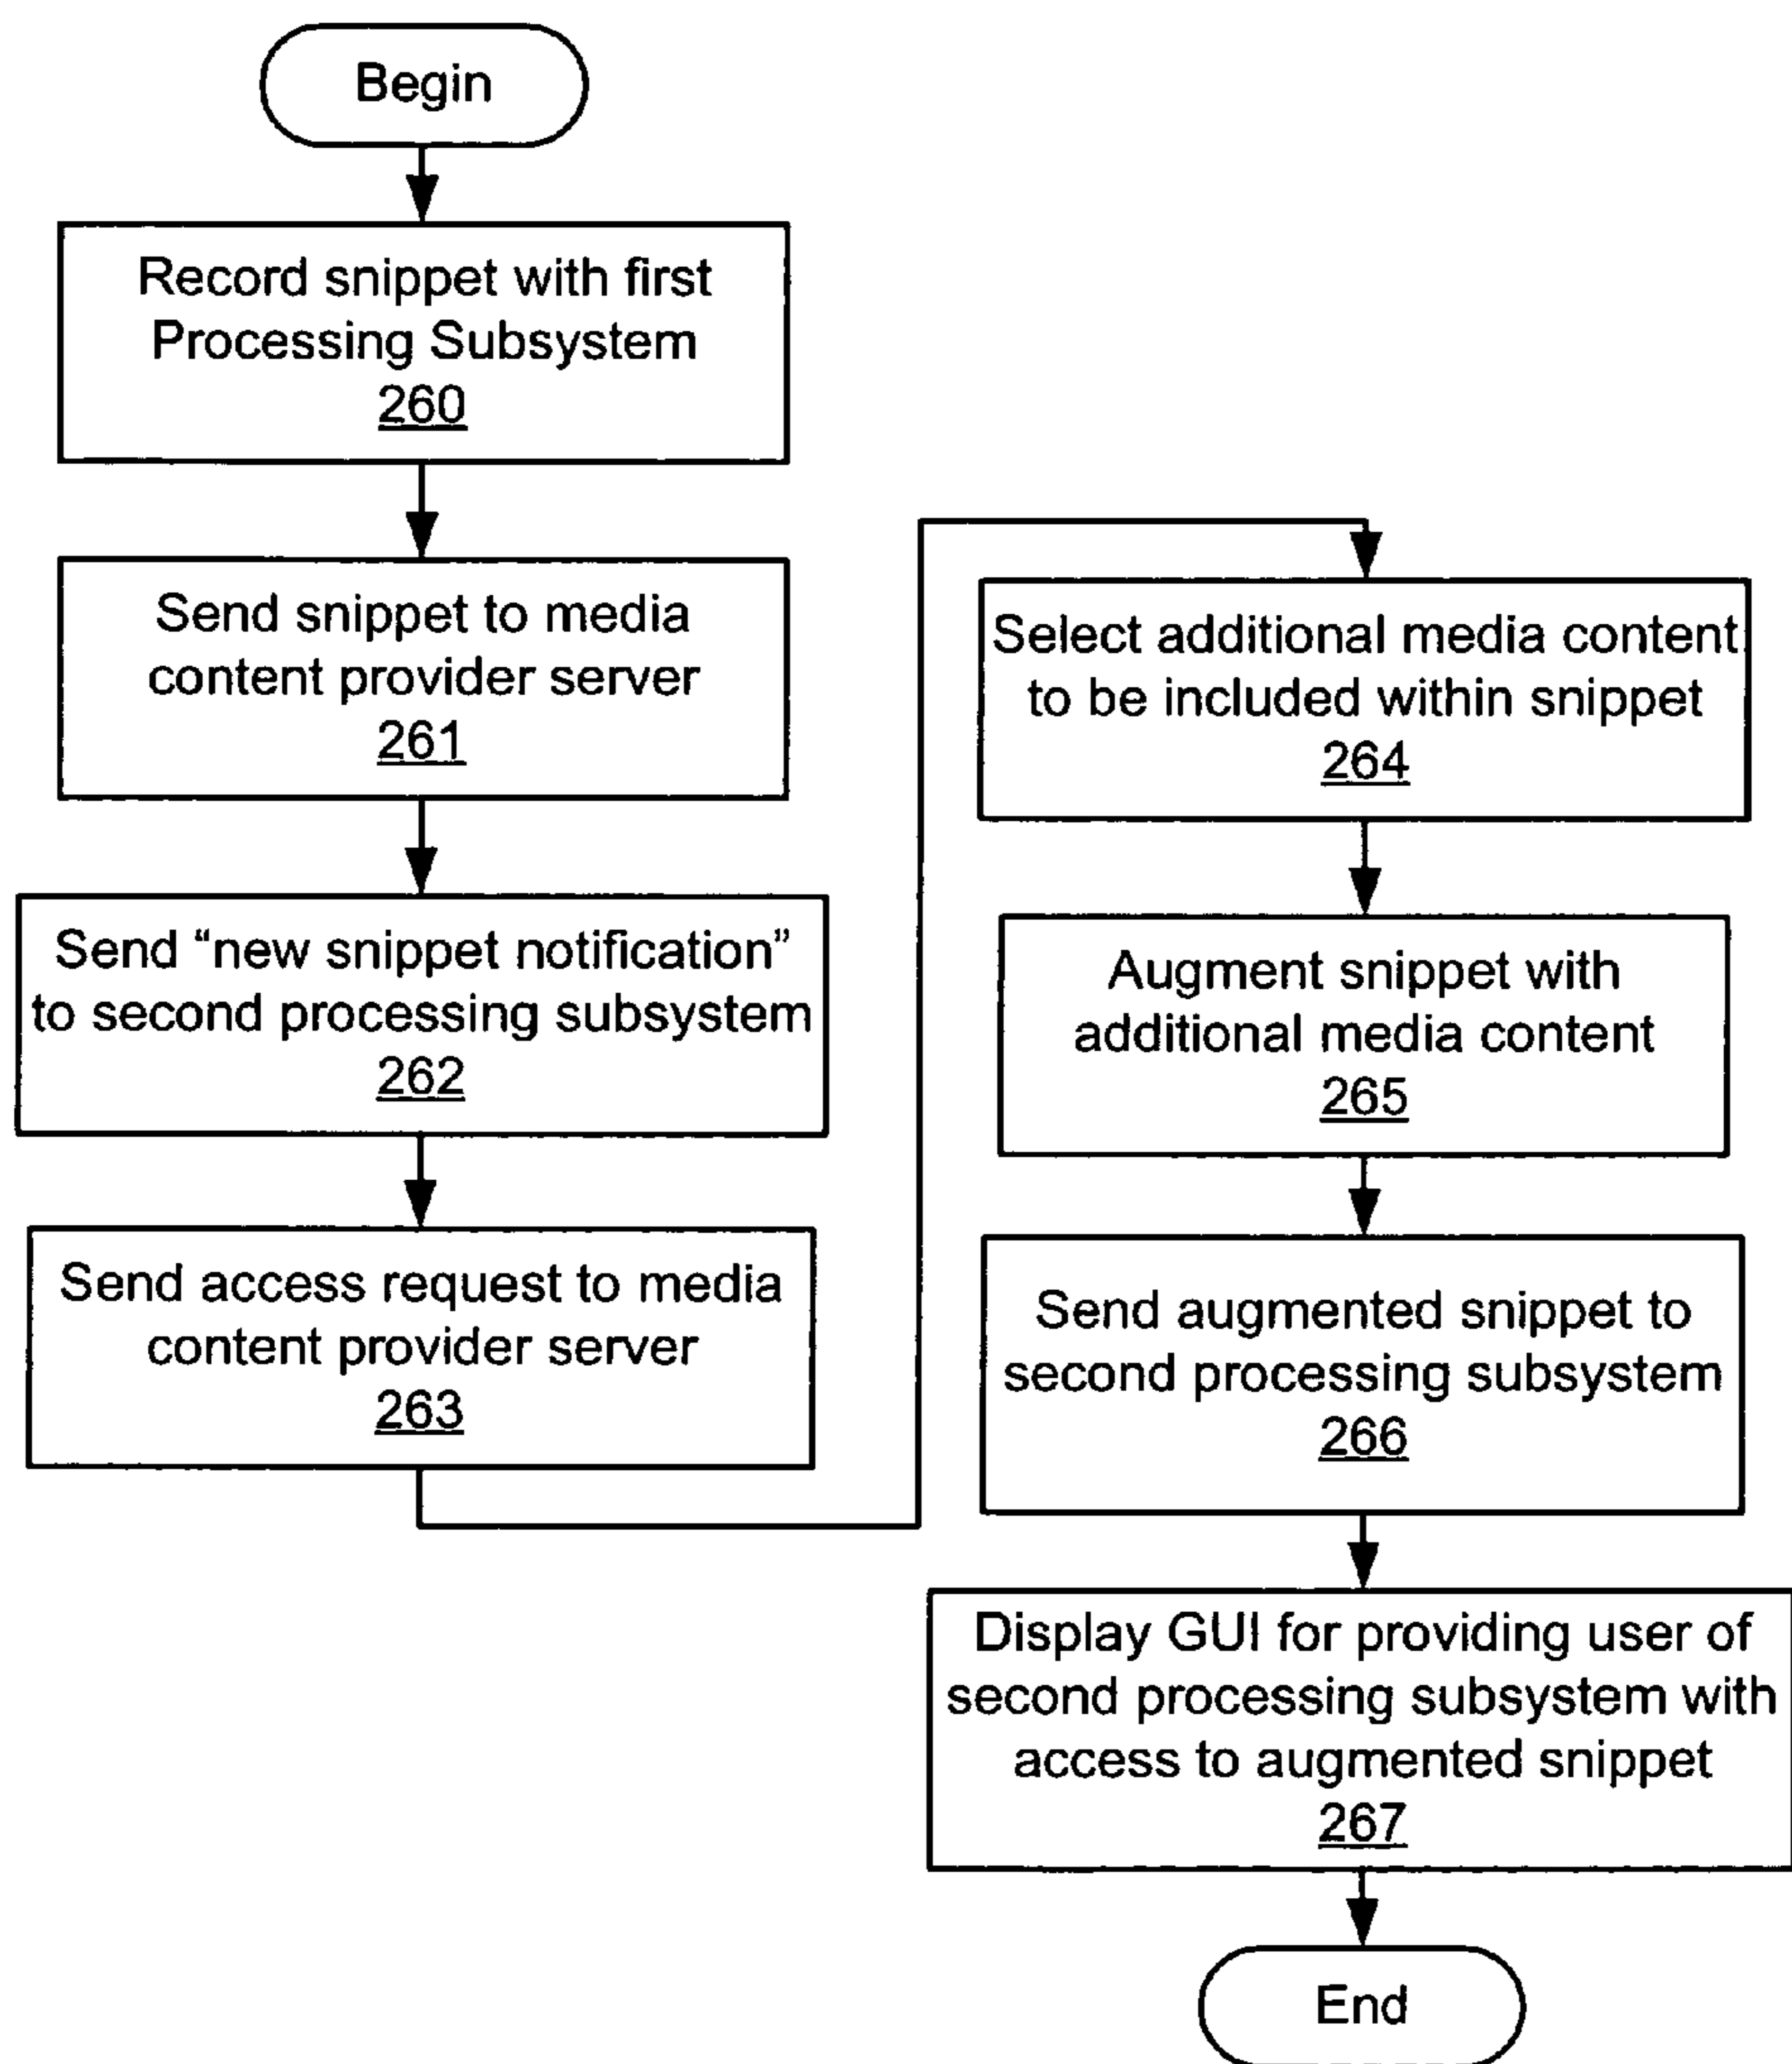 Begin
Record snippet with first
Processing Subsystem
260
Send snippet to media
content provider server
261
Send “new snippet notification”
to second processing subsystem
262
Send access request to media
content provider server
263
Select additional media content
to be included within snippet
264
Augment snippet with
additional media content
265
Send augmented snippet to
second processing subsystem
266
Display GUI for providing user of
second processing subsystem with
access to augmented snippet
267
End